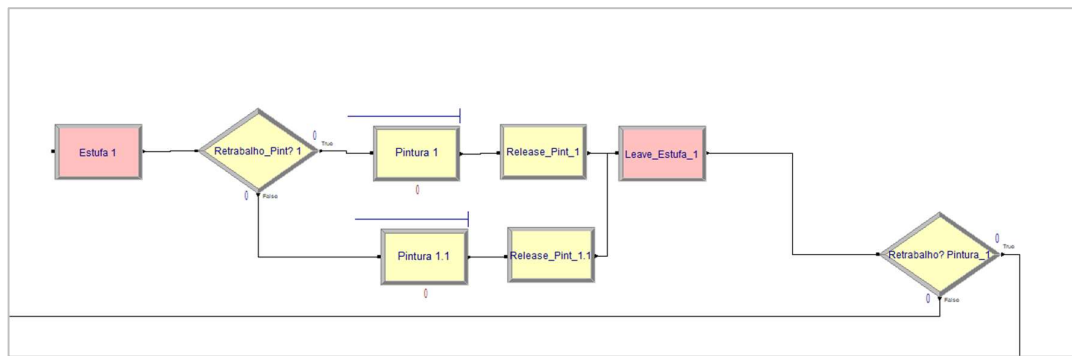 Estufa 1
Retrabalho_Pint? 1
0
True
0
False
Pintura 1
0
Release_Pint_1
Leave_Estufa_1
Pintura 1.1
0
Release_Pint_1.1
Retrabalho? Pintura_1
0
True
0
False